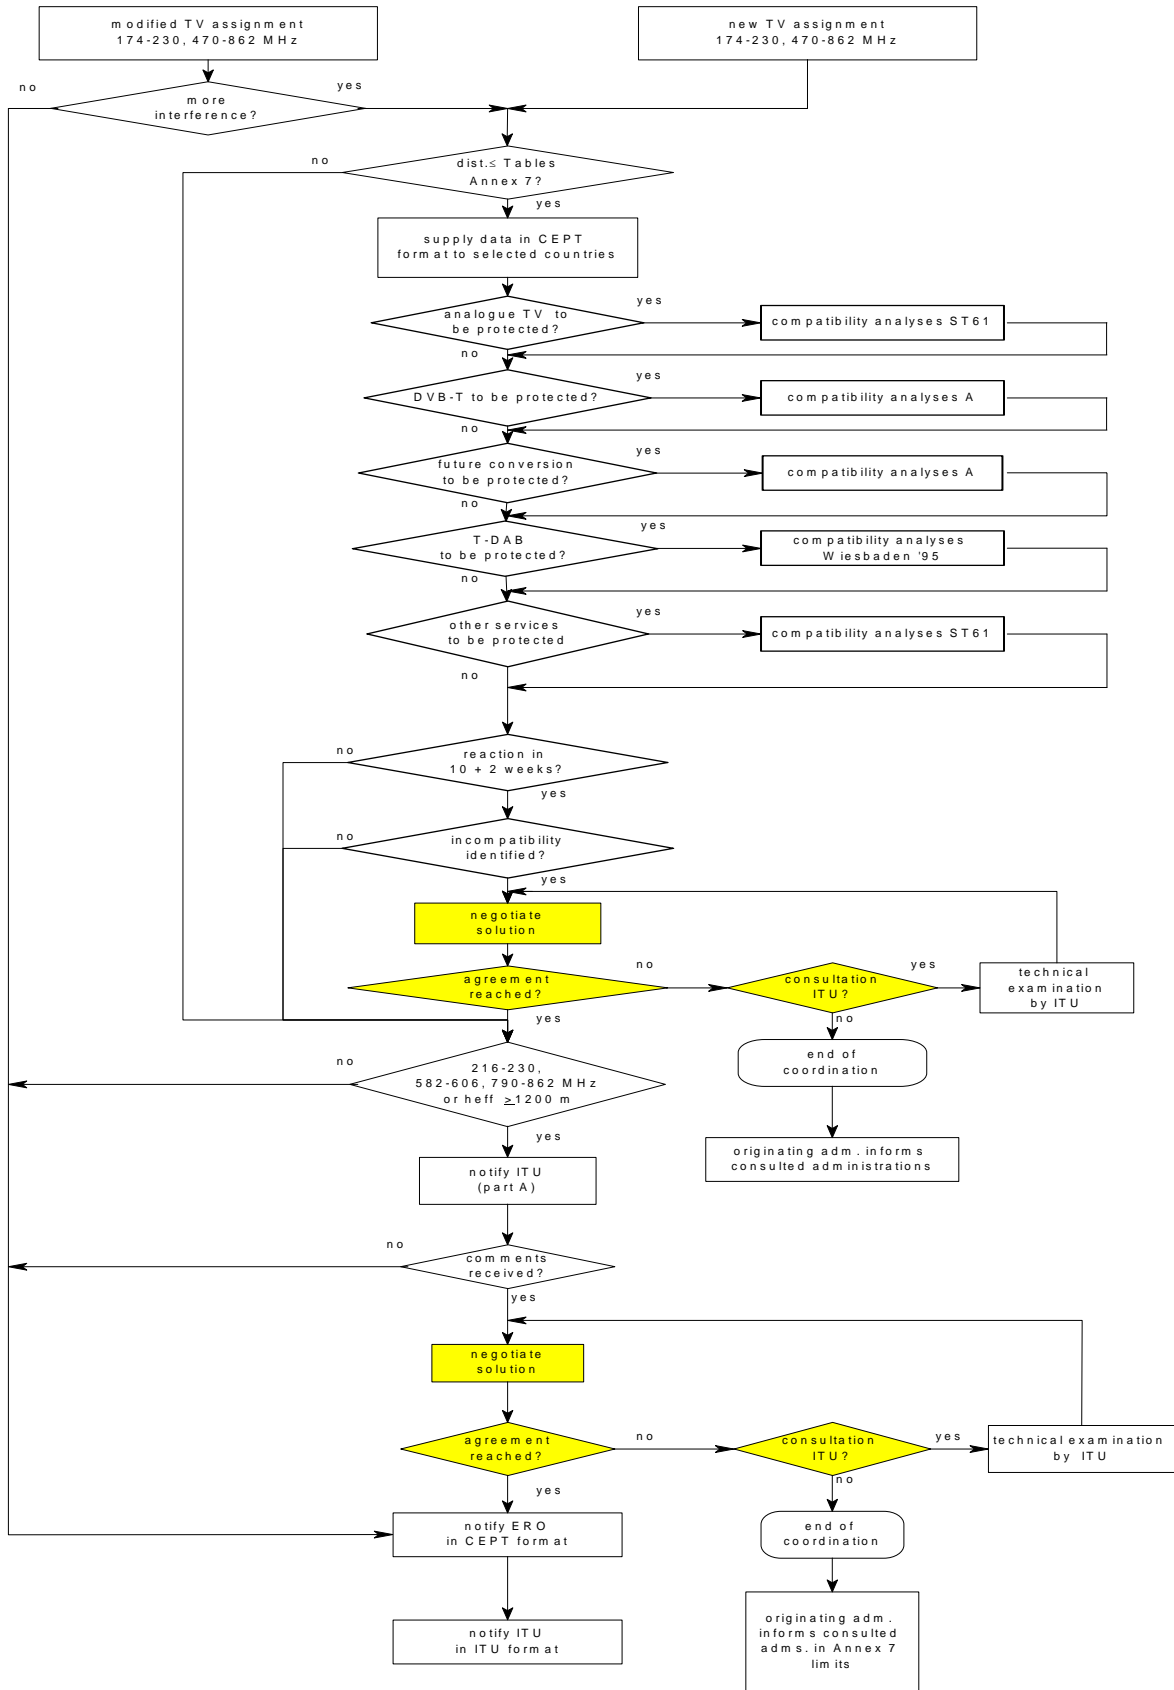 modified TV assignment
174-230, 470-862 MHz
new TV assignment
174-230, 470-862 MHz
no
yes
more
interference?
no
dist.≤ Tables
Annex 7?
yes
supply data in CEPT
format to selected countries
yes
analogue TV to
be protected?
compatibility analyses ST61
no
yes
DVB-T to be protected?
compatibility analyses A
no
yes
future conversion
to be protected?
compatibility analyses A
no
yes
T-DAB
to be protected?
compatibility analyses
Wiesbaden '95
no
yes
other services
to be protected
compatibility analyses ST61
no
no
reaction in
10 + 2 weeks?
yes
no
incompatibility
identified?
yes
negotiate
solution
no
yes
agreement
reached?
consultation
ITU?
technical
examination
by ITU
yes
no
no
end of
coordination
216-230,
582-606, 790-862 MHz
or heff ≥1200 m
yes
originating adm. informs
consulted administrations
notify ITU
(part A)
no
comments
received?
yes
negotiate
solution
agreement
reached?
no
consultation
ITU?
yes
technical examination
by ITU
yes
no
notify ERO
in CEPT format
end of
coordination
notify ITU
in ITU format
originating adm.
informs consulted
adms. in Annex 7
limits